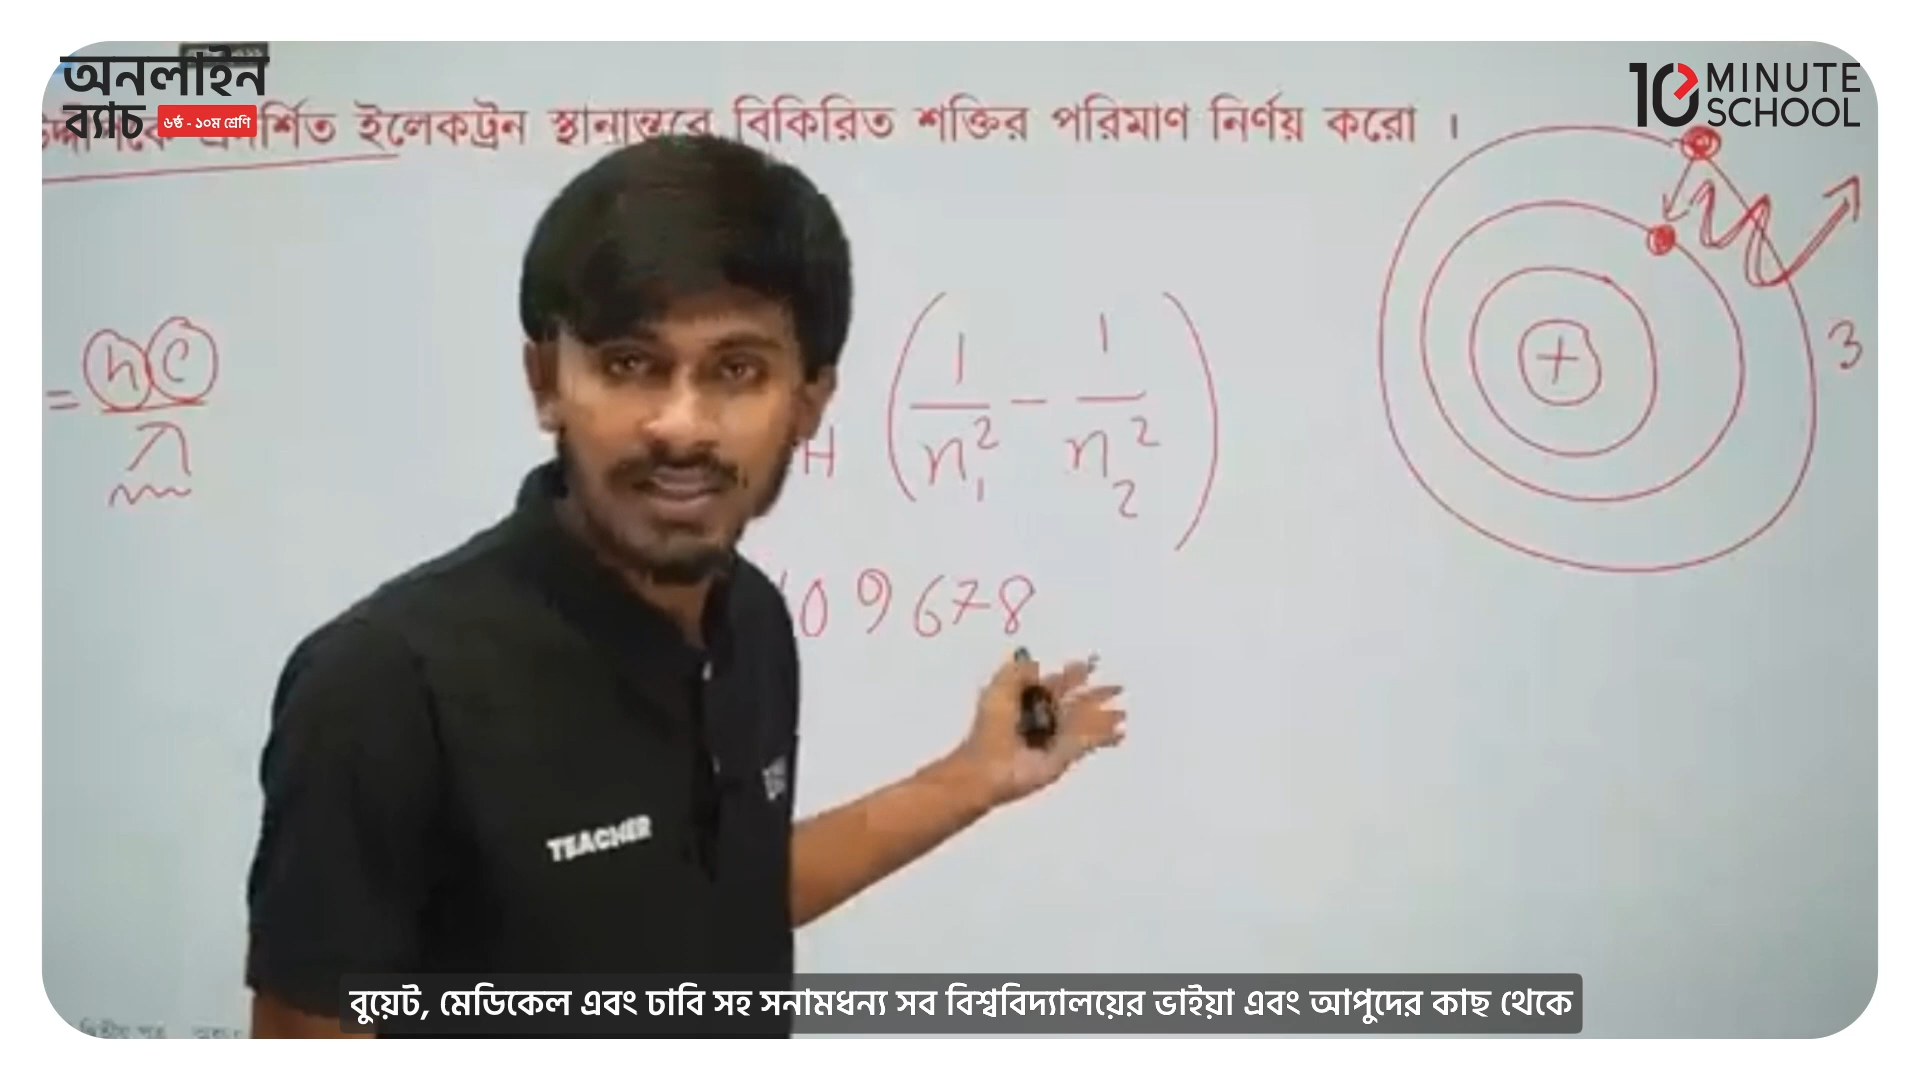 অনলাইন
ব্যাচ ৬ষ্ঠ - ১০ম শ্রেণি
10 MINUTE
SCHOOL
ইলেকট্রন স্থানান্তরে বিকিরিত শক্তির পরিমাণ নির্ণয় করো ।
= hc / λ
H ( 1/n₁² − 1/n₂² )
3
+
109678
TEACHER
বুয়েট, মেডিকেল এবং ঢাবি সহ সনামধন্য সব বিশ্ববিদ্যালয়ের ভাইয়া এবং আপুদের কাছ থেকে